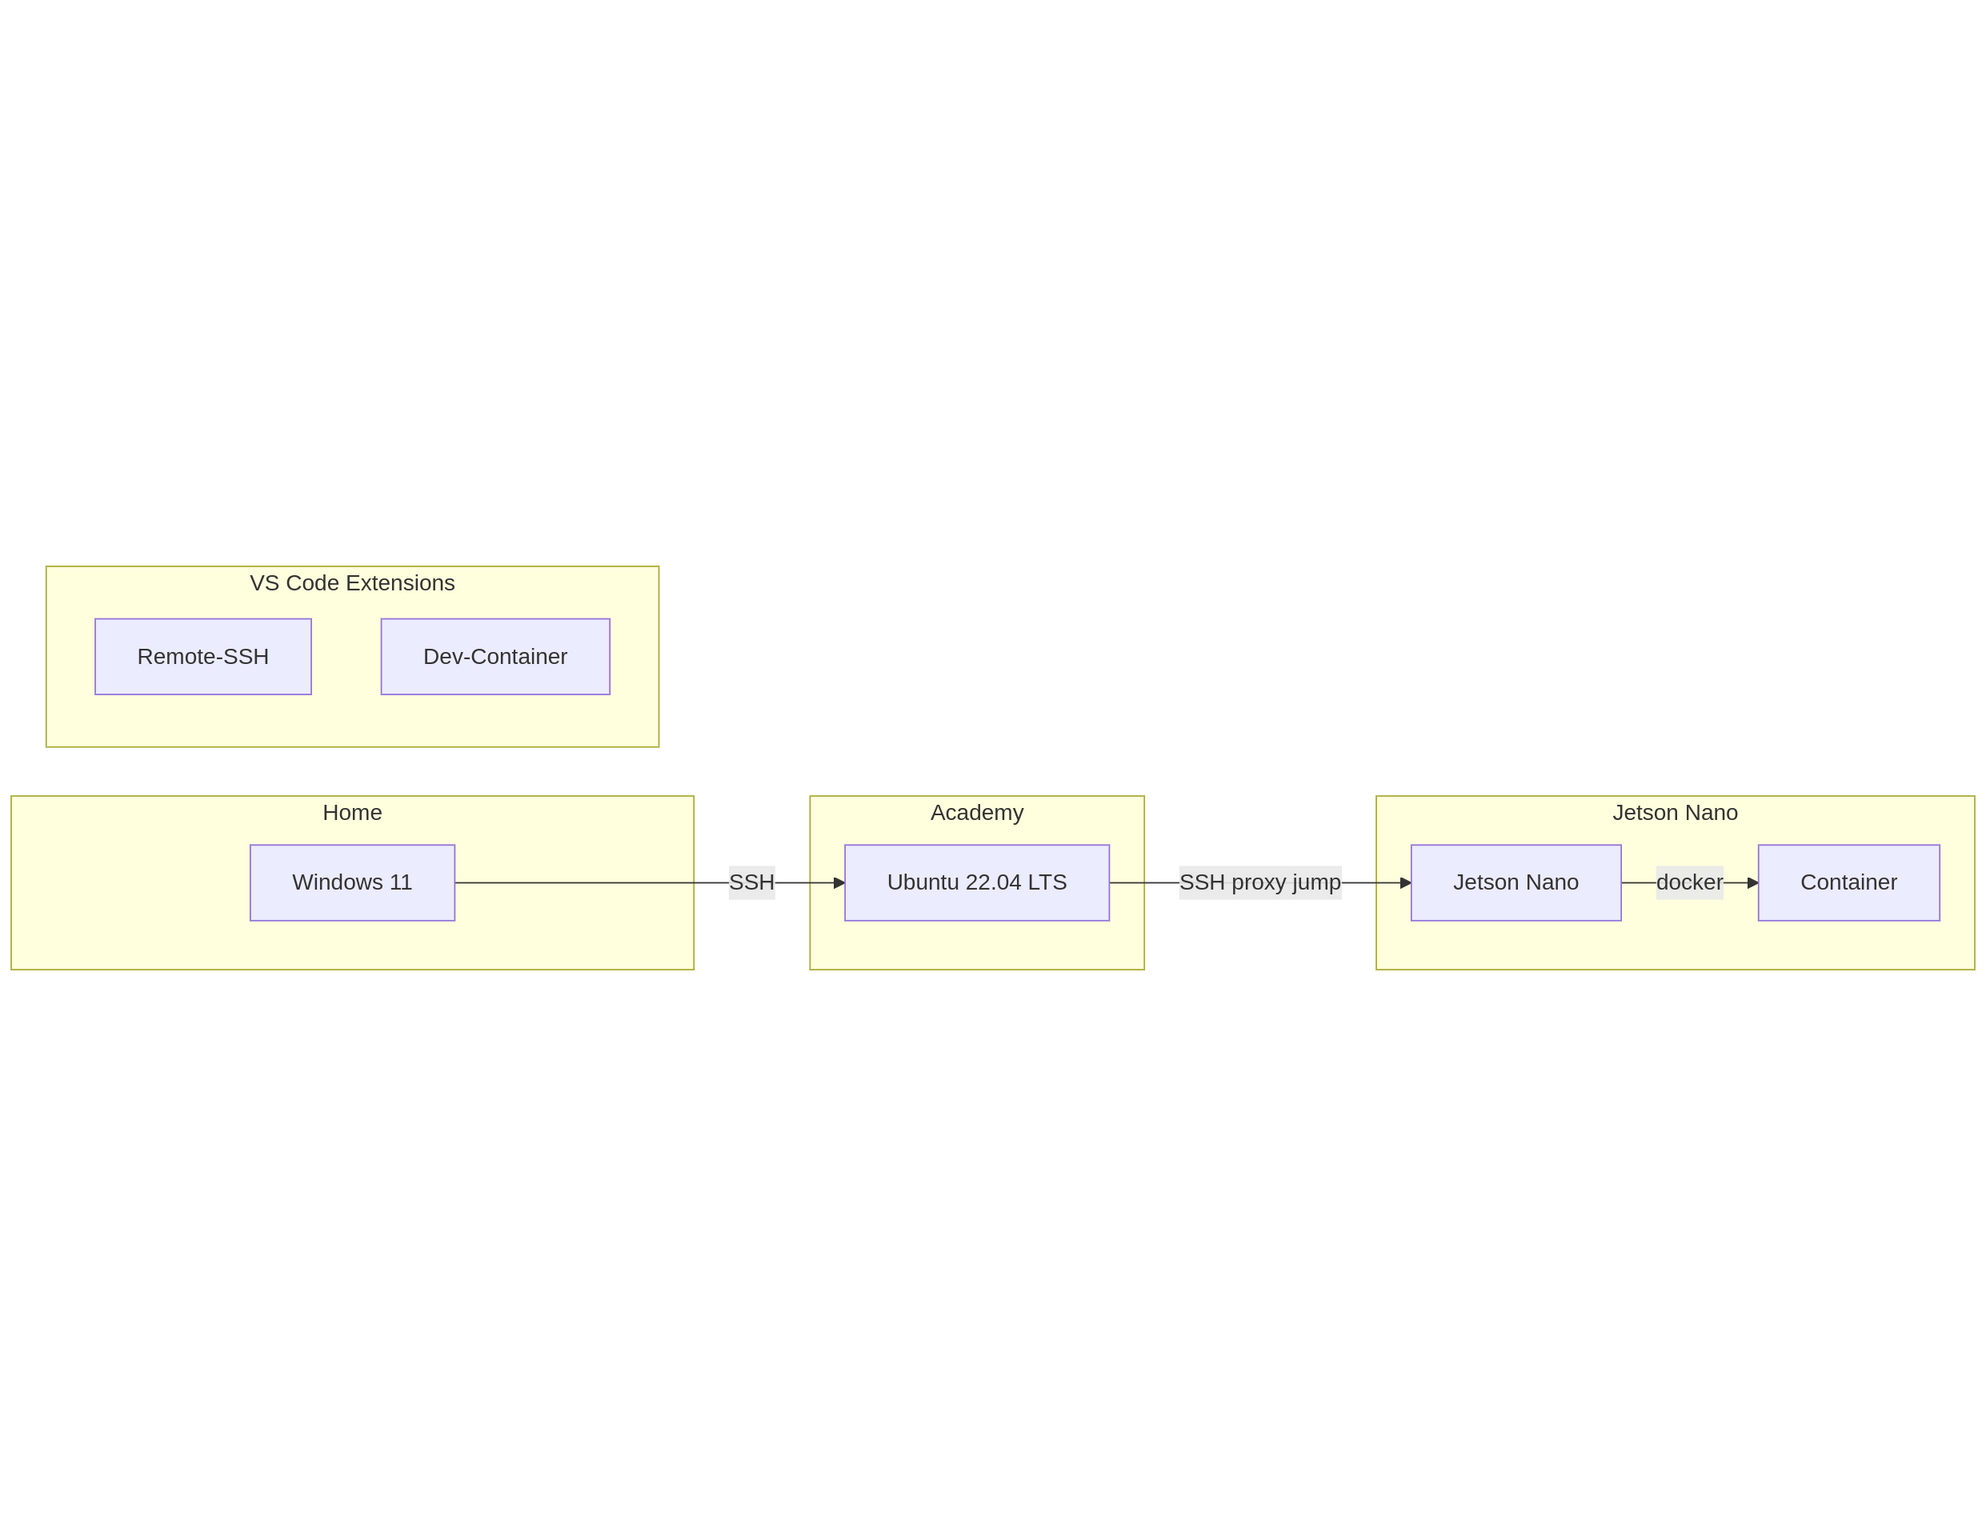 VS Code Extensions
Remote-SSH
Dev-Container
Home
Windows 11
SSH
Academy
Ubuntu 22.04 LTS
SSH proxy jump
Jetson Nano
Jetson Nano
docker
Container